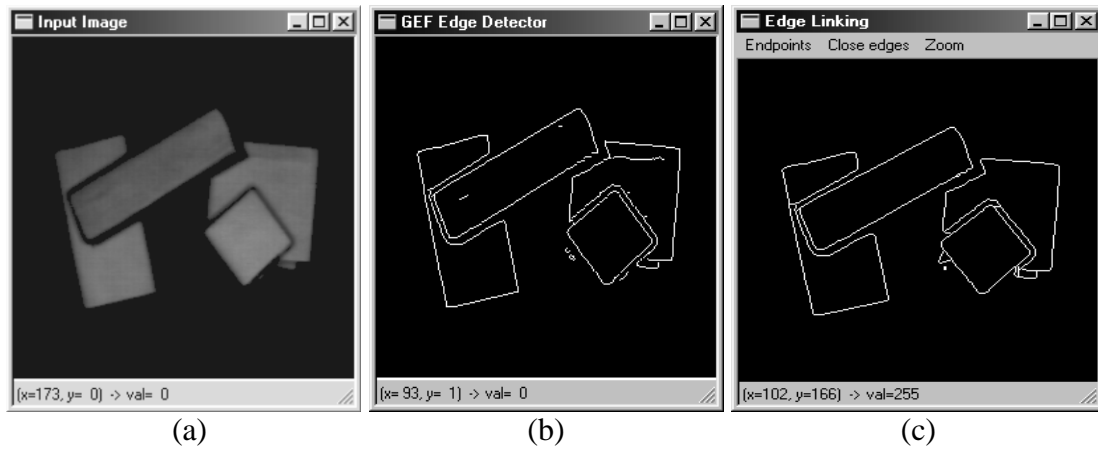 Input Image
GEF Edge Detector
Edge Linking
Endpoints Close edges Zoom
(x=173, y= 0) -> val= 0
(x= 93, y= 1) -> val= 0
(x=102, y=166) -> val=255
(a)
(b)
(c)